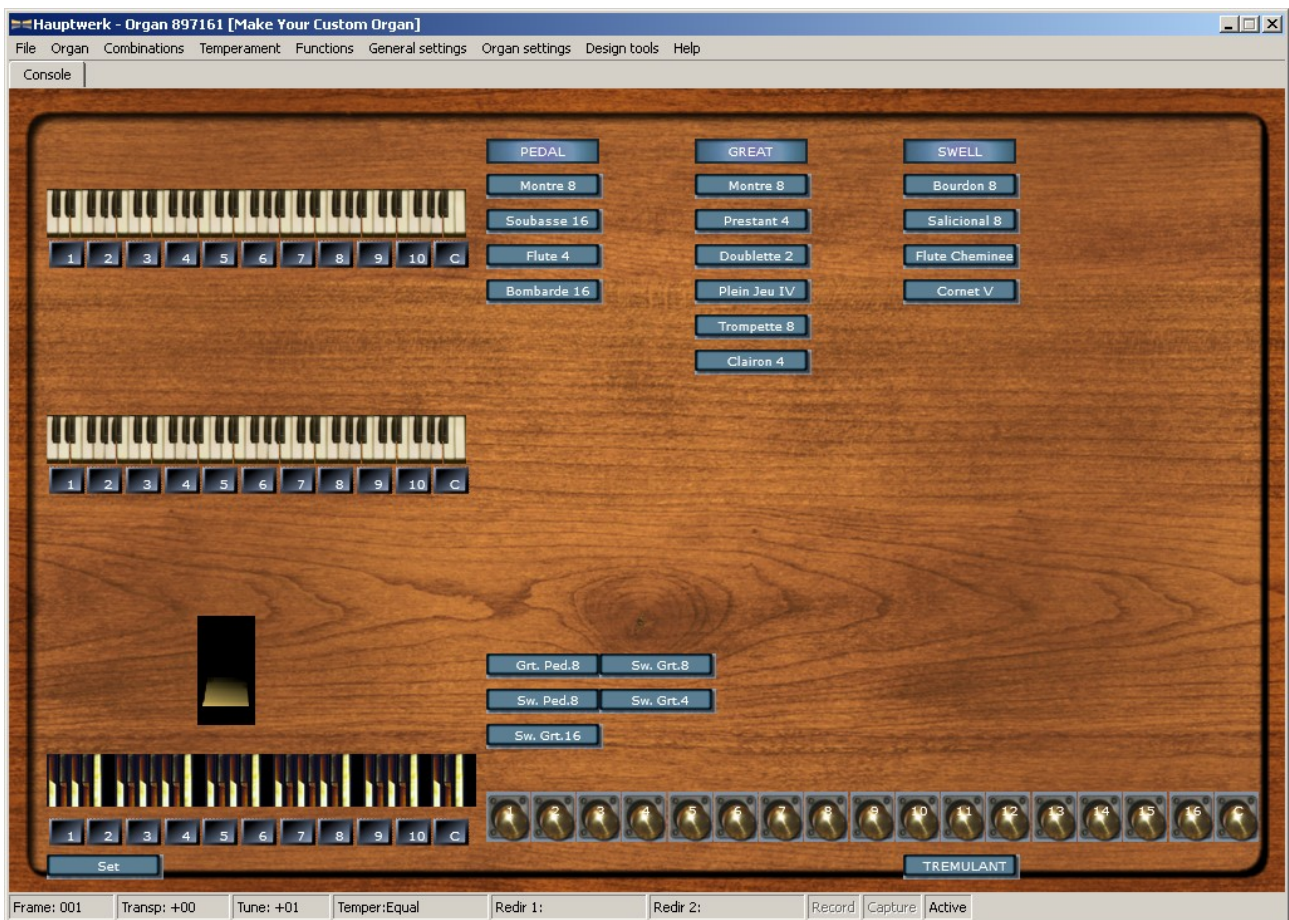 Hauptwerk - Organ 897161 [Make Your Custom Organ]
File Organ Combinations Temperament Functions General settings Organ settings Design tools Help
Console
PEDAL GREAT SWELL
Montre 8 Montre 8 Bourdon 8
Soubasse 16 Prestant 4 Salicional 8
1 2 3 4 5 6 7 8 9 10 C Flute 4 Doublette 2 Flute Cheminee
Bombarde 16 Plein Jeu IV Cornet V
Trompette 8
Clairon 4
1 2 3 4 5 6 7 8 9 10 C
Grt. Ped.8 Sw. Grt.8
Sw. Ped.8 Sw. Grt.4
Sw. Grt.16
1 2 3 4 5 6 7 8 9 10 11 12 13 14 15 16 C
1 2 3 4 5 6 7 8 9 10 C
Set TREMULANT
Frame: 001 Transp: +00 Tune: +01 Temper:Equal Redir 1: Redir 2: Record Capture Active